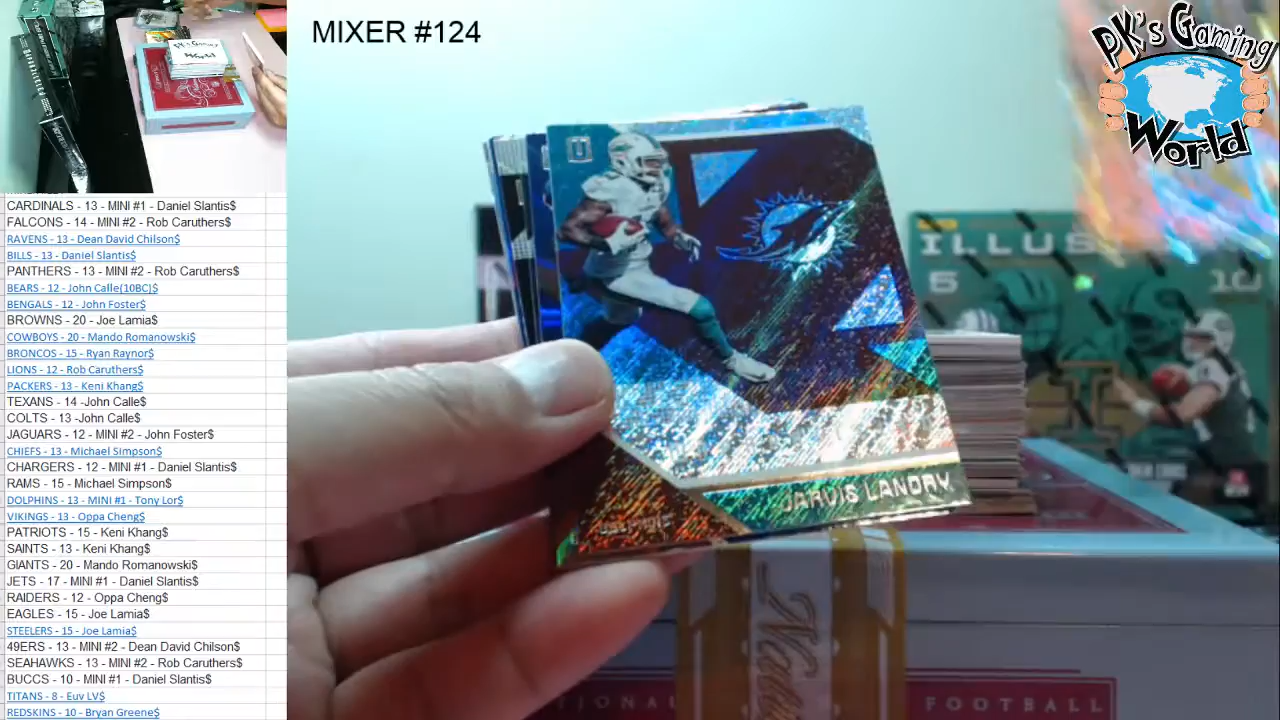 MIXER #124
PK's Gaming
World
CARDINALS - 13 - MINI #1 - Daniel Slantis$
FALCONS - 14 - MINI #2 - Rob Caruthers$
RAVENS - 13 - Dean David Chilson$
BILLS - 13 - Daniel Slantis$
PANTHERS - 13 - MINI #2 - Rob Caruthers$
BEARS - 12 - John Calle(10BC)$
BENGALS - 12 - John Foster$
BROWNS - 20 - Joe Lamia$
COWBOYS - 20 - Mando Romanowski$
BRONCOS - 15 - Ryan Raynor$
LIONS - 12 - Rob Caruthers$
PACKERS - 13 - Keni Khang$
TEXANS - 14 -John Calle$
COLTS - 13 -John Calle$
JAGUARS - 12 - MINI #2 - John Foster$
CHIEFS - 13 - Michael Simpson$
CHARGERS - 12 - MINI #1 - Daniel Slantis$
RAMS - 15 - Michael Simpson$
DOLPHINS - 13 - MINI #1 - Tony Lor$
VIKINGS - 13 - Oppa Cheng$
PATRIOTS - 15 - Keni Khang$
SAINTS - 13 - Keni Khang$
GIANTS - 20 - Mando Romanowski$
JETS - 17 - MINI #1 - Daniel Slantis$
RAIDERS - 12 - Oppa Cheng$
EAGLES - 15 - Joe Lamia$
STEELERS - 15 - Joe Lamia$
49ERS - 13 - MINI #2 - Dean David Chilson$
SEAHAWKS - 13 - MINI #2 - Rob Caruthers$
BUCCS - 10 - MINI #1 - Daniel Slantis$
TITANS - 8 - Euv LV$
REDSKINS - 10 - Bryan Greene$
U
JARVIS LANDRY
ILLUS
5 10
FOOTBALL